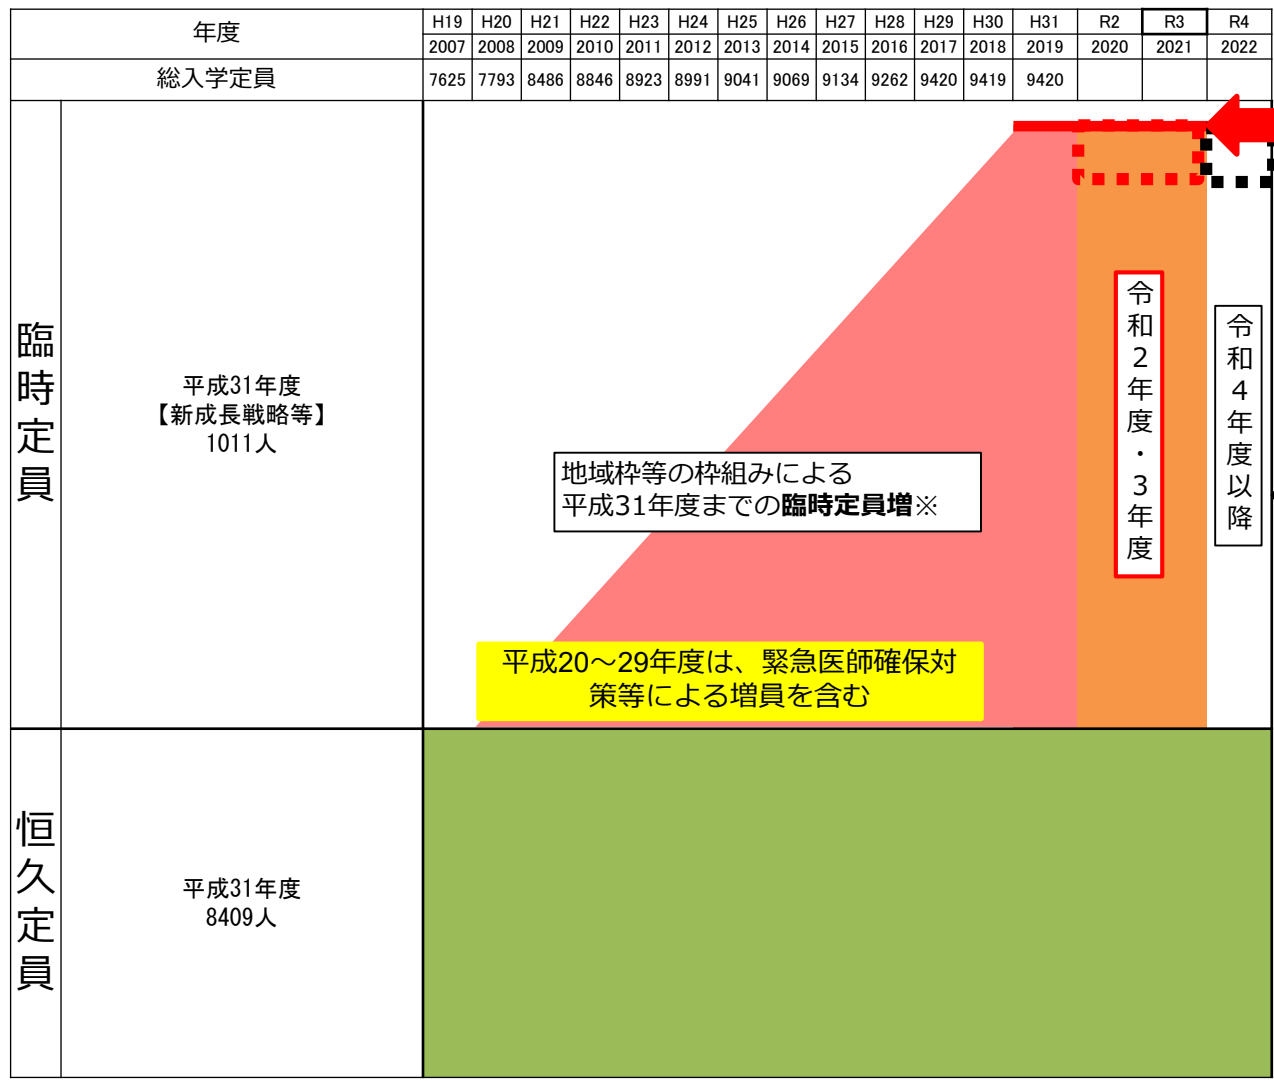 年度 H19 H20 H21 H22 H23 H24 H25 H26 H27 H28 H29 H30 H31 R2 R3 R4
2007 2008 2009 2010 2011 2012 2013 2014 2015 2016 2017 2018 2019 2020 2021 2022
総入学定員 7625 7793 8486 8846 8923 8991 9041 9069 9134 9262 9420 9419 9420
臨時定員
平成31年度
【新成長戦略等】
1011人
地域枠等の枠組みによる
平成31年度までの臨時定員増※
平成20～29年度は、緊急医師確保対
策等による増員を含む
令和２年度・３年度
令和４年度以降
恒久定員
平成31年度
8409人